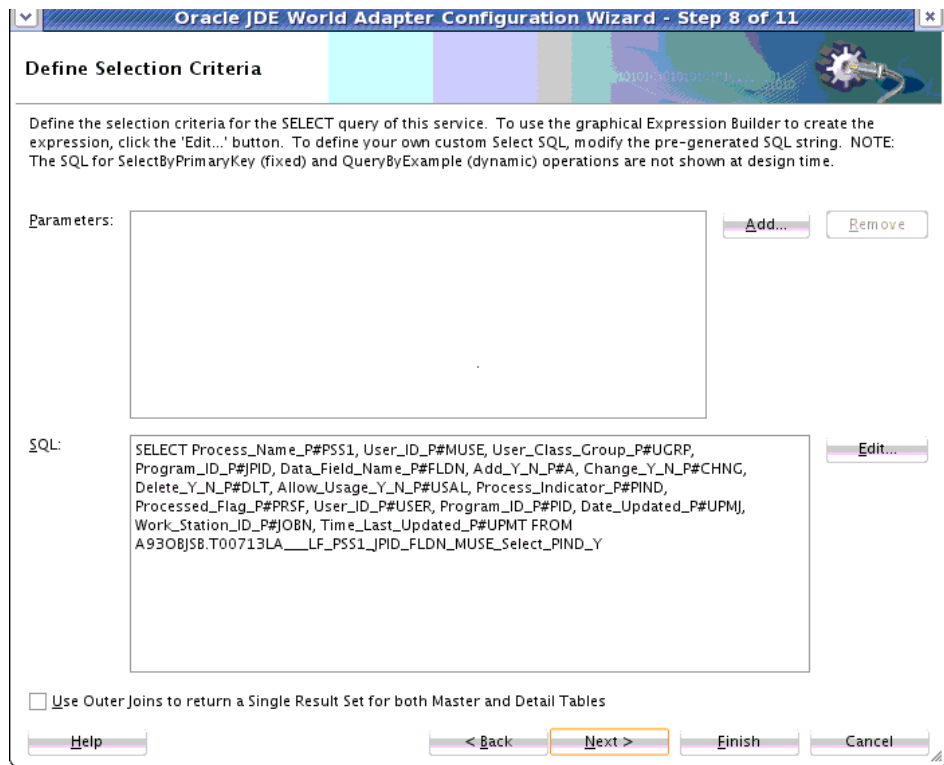 Oracle JDE World Adapter Configuration Wizard - Step 8 of 11
Define Selection Criteria
Define the selection criteria for the SELECT query of this service. To use the graphical Expression Builder to create the
expression, click the 'Edit...' button. To define your own custom Select SQL, modify the pre-generated SQL string. NOTE:
The SQL for SelectByPrimaryKey (fixed) and QueryByExample (dynamic) operations are not shown at design time.
Parameters:
Add...
Remove
SQL:
SELECT Process_Name_P#PSS1, User_ID_P#MUSE, User_Class_Group_P#UGRP,
Program_ID_P#JPID, Data_Field_Name_P#FLDN, Add_Y_N_P#A, Change_Y_N_P#CHNG,
Delete_Y_N_P#DLT, Allow_Usage_Y_N_P#USAL, Process_Indicator_P#PIND,
Processed_Flag_P#PRSF, User_ID_P#USER, Program_ID_P#PID, Date_Updated_P#UPMJ,
Work_Station_ID_P#JOBN, Time_Last_Updated_P#UPMT FROM
A93OBJSB.T00713LA___LF_PSS1_JPID_FLDN_MUSE_Select_PIND_Y
Edit...
Use Outer Joins to return a Single Result Set for both Master and Detail Tables
Help
< Back
Next >
Finish
Cancel